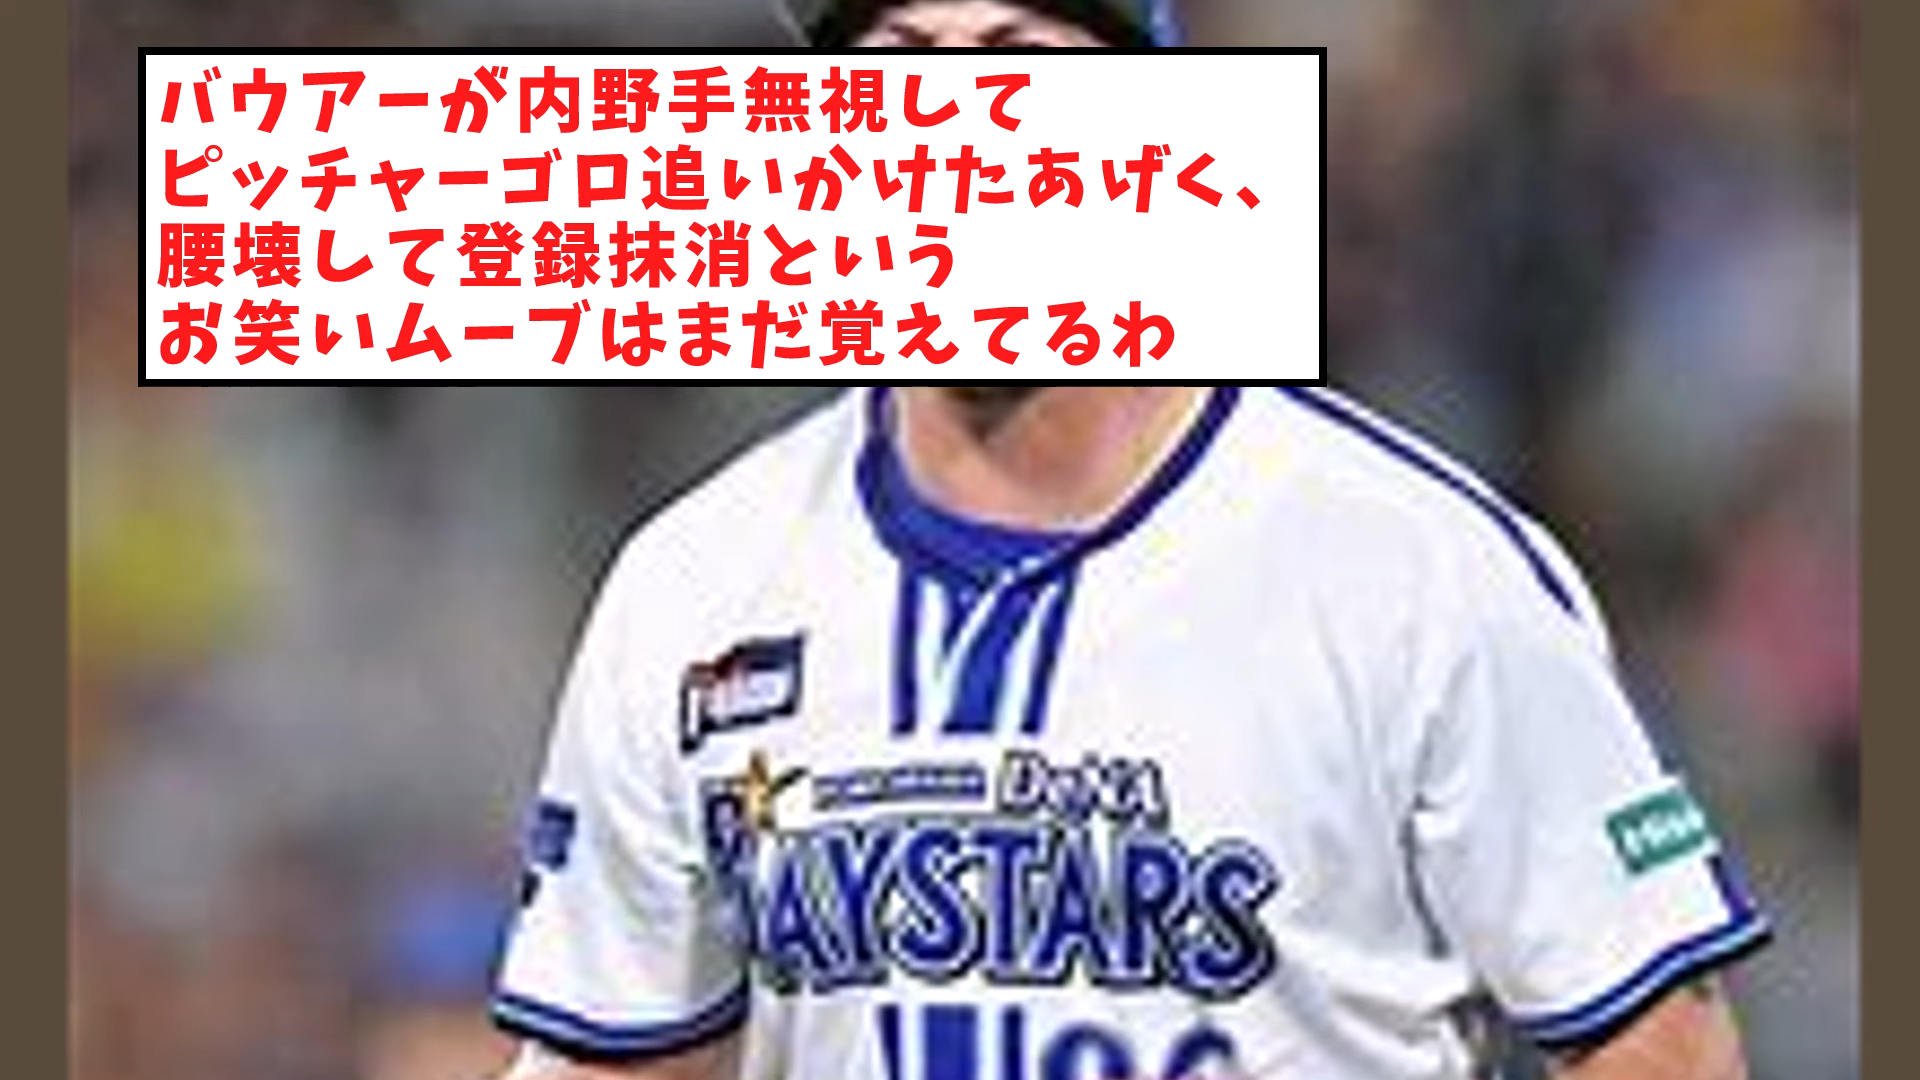 バウアーが内野手無視して
ピッチャーゴロ追いかけたあげく、
腰壊して登録抹消という
お笑いムーブはまだ覚えてるわ
DeNA
BAYSTARS